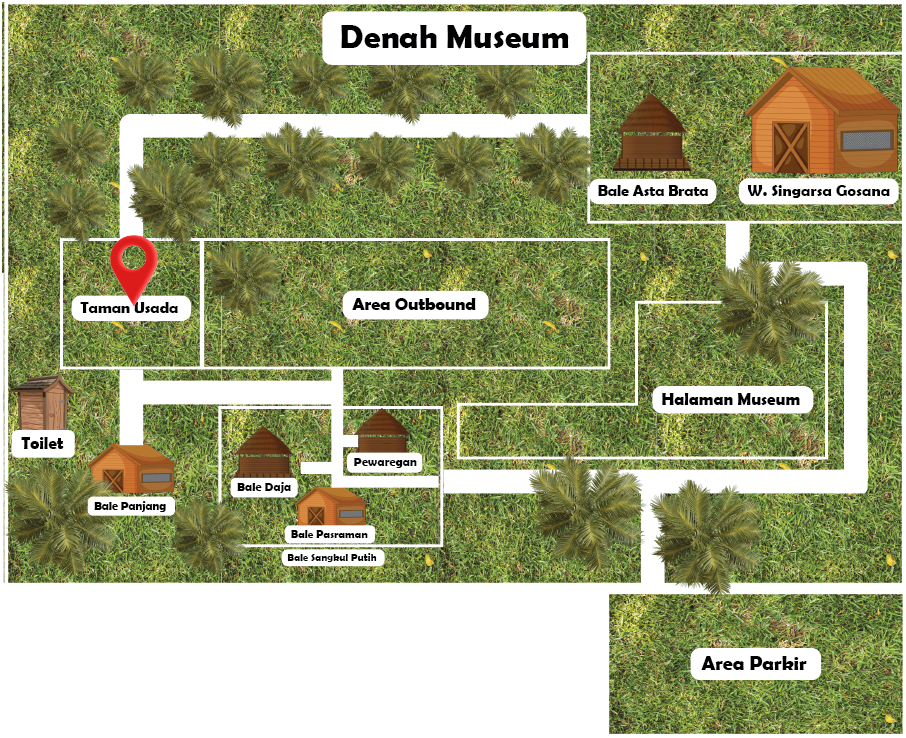 Denah Museum
Bale Asta Brata
W. Singarsa Gosana
Taman Usada
Area Outbound
Halaman Museum
Toilet
Pewaregan
Bale Daja
Bale Panjang
Bale Pasraman
Bale Sangkul Putih
Area Parkir